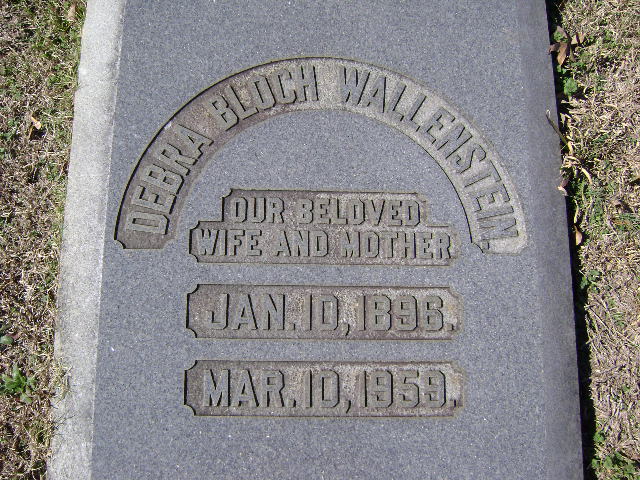 DEBRA BLOCH WALLENSTEIN.
OUR BELOVED
WIFE AND MOTHER
JAN. 10, 1896.
MAR. 10, 1959.